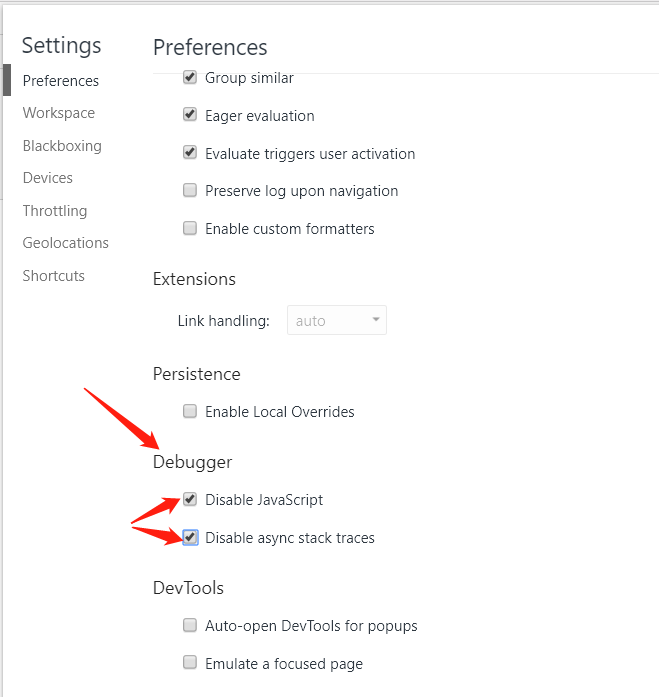 Settings
Preferences
Workspace
Blackboxing
Devices
Throttling
Geolocations
Shortcuts
Preferences
Group similar
Eager evaluation
Evaluate triggers user activation
Preserve log upon navigation
Enable custom formatters
Extensions
Link handling: auto
Persistence
Enable Local Overrides
Debugger
Disable JavaScript
Disable async stack traces
DevTools
Auto-open DevTools for popups
Emulate a focused page